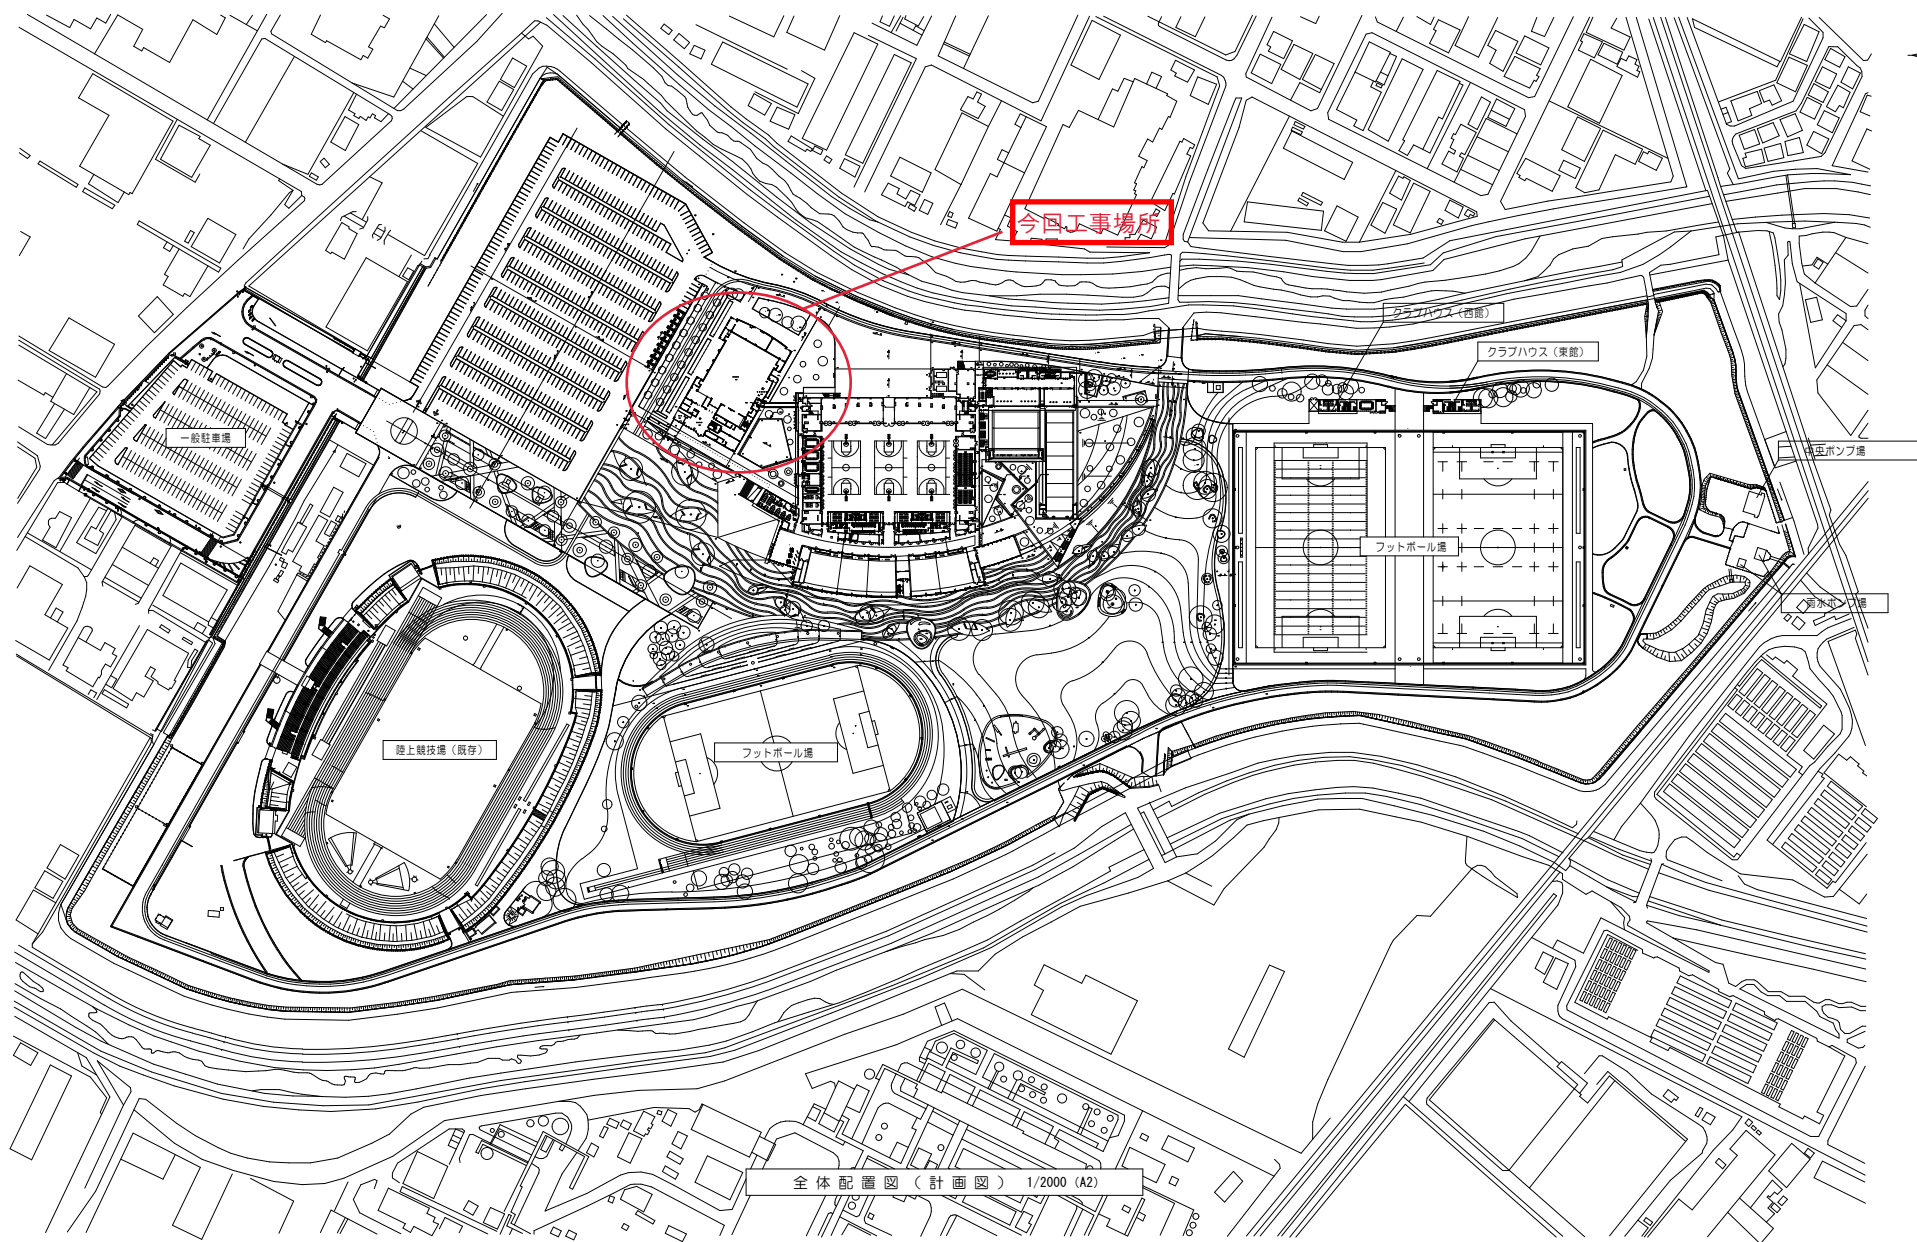 今回工事場所
クラブハウス（西館）
クラブハウス（東館）
一般駐車場
中央ポンプ場
フットボール場
雨水ポンプ場
陸上競技場（既存）
フットボール場
全体配置図（計画図） 1/2000（A2）